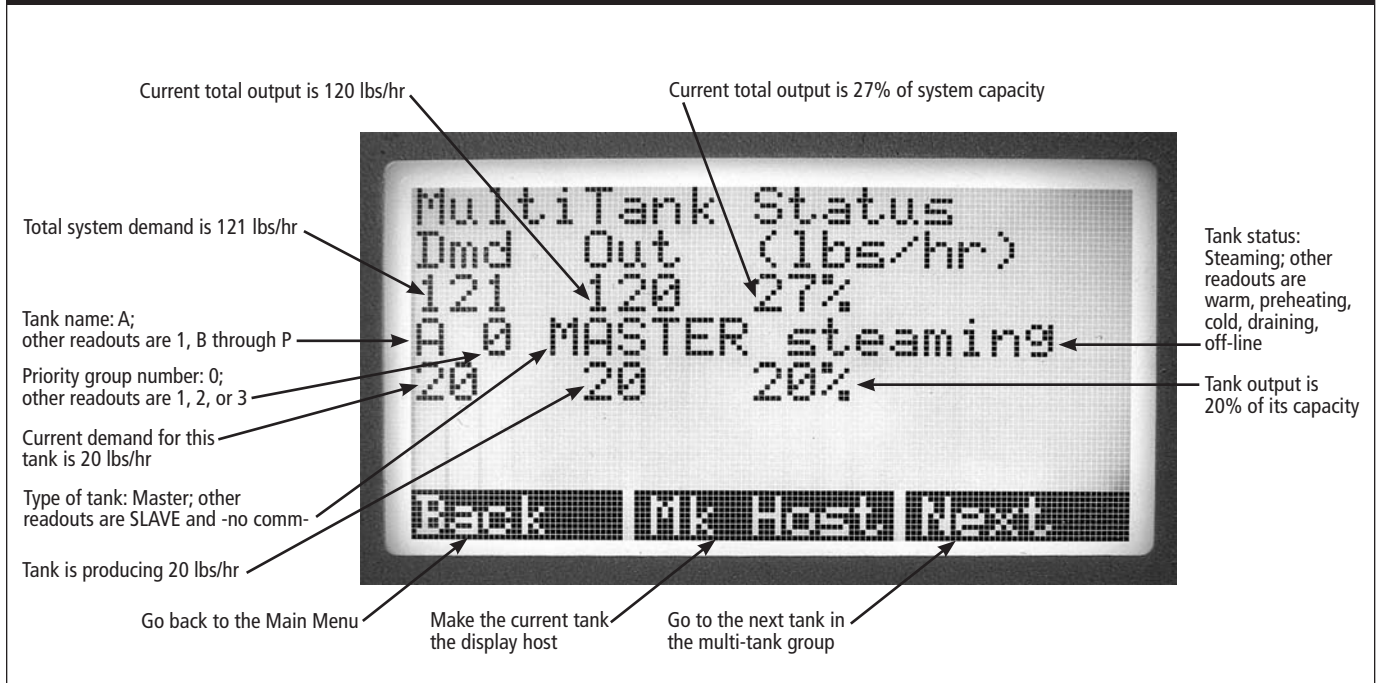 Current total output is 120 lbs/hr
Current total output is 27% of system capacity
Total system demand is 121 lbs/hr
Tank name: A;
other readouts are 1, B through P
Priority group number: 0;
other readouts are 1, 2, or 3
Current demand for this
tank is 20 lbs/hr
Type of tank: Master; other
readouts are SLAVE and -no comm-
Tank is producing 20 lbs/hr
MultiTank Status
Dmd Out (lbs/hr)
121 120 27%
A 0 MASTER steaming
20 20 20%
Back Mk Host Next
Tank status:
Steaming; other
readouts are
warm, preheating,
cold, draining,
off-line
Tank output is
20% of its capacity
Go back to the Main Menu
Make the current tank
the display host
Go to the next tank in
the multi-tank group